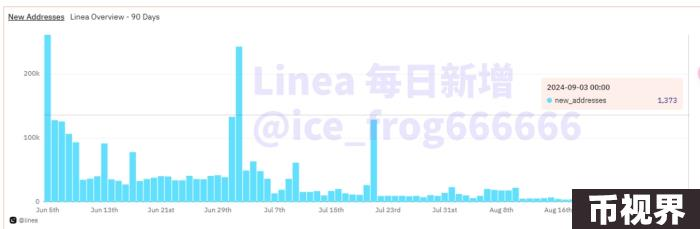 New Addresses Linea Overview - 90 Days
Linea 每日新增
@ice_frog666666
2024-09-03 00:00
new_addresses 1,373
200k
100k
0
Jun 5th Jun 13th Jun 21st Jun 29th Jul 7th Jul 15th Jul 23rd Jul 31st Aug 8th Aug 16th
@linea
币视界